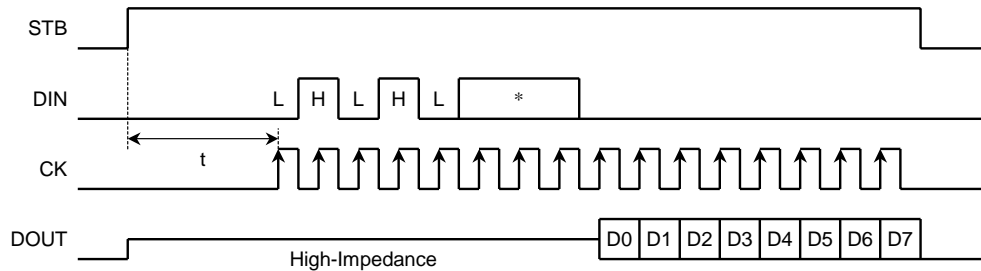 STB
DIN L H L H L *
t
CK
DOUT D0 D1 D2 D3 D4 D5 D6 D7
High-Impedance